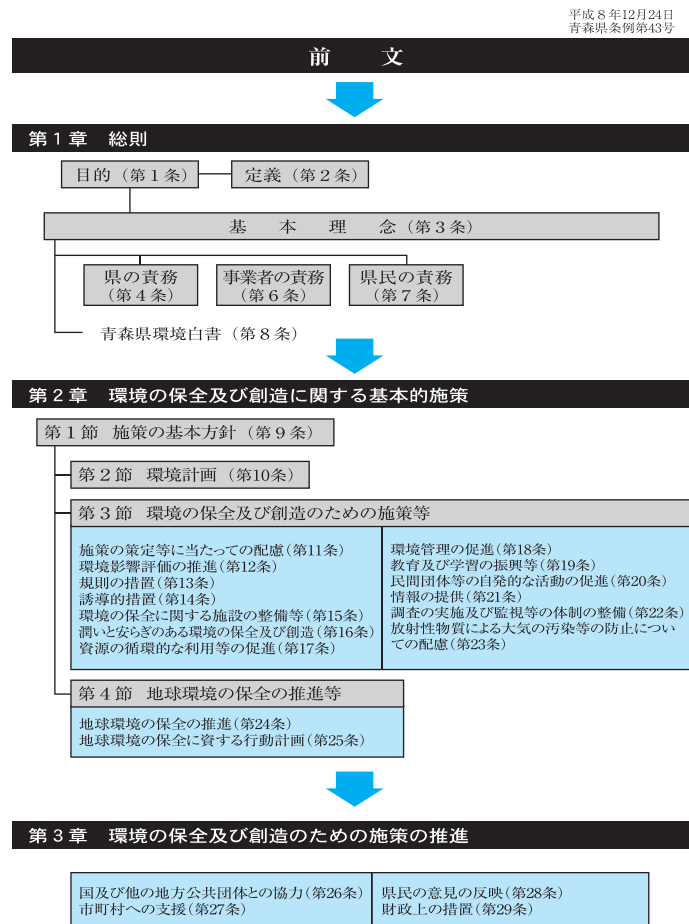 平成８年12月24日
青森県条例第43号
前　　文
第１章　総則
目的（第１条）
定義（第２条）
基　本　理　念（第３条）
県の責務
（第４条）
事業者の責務
（第６条）
県民の責務
（第７条）
青森県環境白書（第８条）
第２章　環境の保全及び創造に関する基本的施策
第１節　施策の基本方針（第９条）
第２節　環境計画（第10条）
第３節　環境の保全及び創造のための施策等
施策の策定等に当たっての配慮（第11条）
環境影響評価の推進（第12条）
規則の措置（第13条）
誘導的措置（第14条）
環境の保全に関する施設の整備等（第15条）
潤いと安らぎのある環境の保全及び創造（第16条）
資源の循環的な利用等の促進（第17条）
環境管理の促進（第18条）
教育及び学習の振興等（第19条）
民間団体等の自発的な活動の促進（第20条）
情報の提供（第21条）
調査の実施及び監視等の体制の整備（第22条）
放射性物質による大気の汚染等の防止につい
ての配慮（第23条）
第４節　地球環境の保全の推進等
地球環境の保全の推進（第24条）
地球環境の保全に資する行動計画（第25条）
第３章　環境の保全及び創造のための施策の推進
国及び他の地方公共団体との協力（第26条）
市町村への支援（第27条）
県民の意見の反映（第28条）
財政上の措置（第29条）